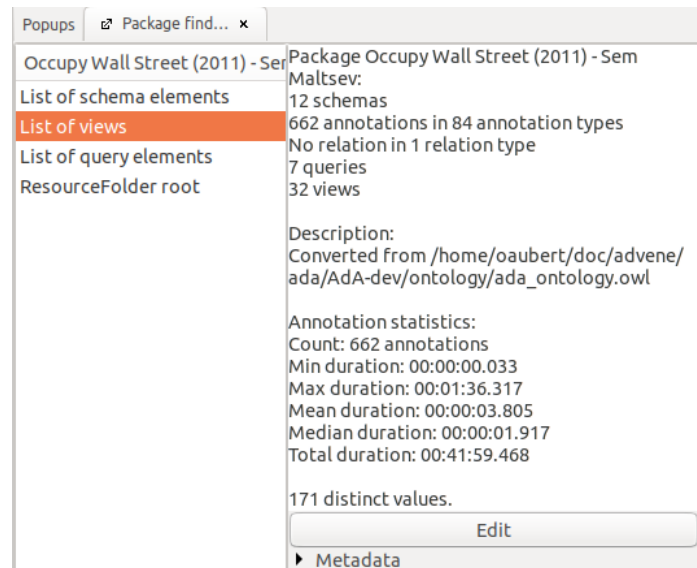 Popups
Package find... ×
Occupy Wall Street (2011) - Ser
List of schema elements
List of views
List of query elements
ResourceFolder root
Package Occupy Wall Street (2011) - Sem
Maltsev:
12 schemas
662 annotations in 84 annotation types
No relation in 1 relation type
7 queries
32 views
Description:
Converted from /home/oaubert/doc/advene/
ada/AdA-dev/ontology/ada_ontology.owl
Annotation statistics:
Count: 662 annotations
Min duration: 00:00:00.033
Max duration: 00:01:36.317
Mean duration: 00:00:03.805
Median duration: 00:00:01.917
Total duration: 00:41:59.468
171 distinct values.
Edit
Metadata